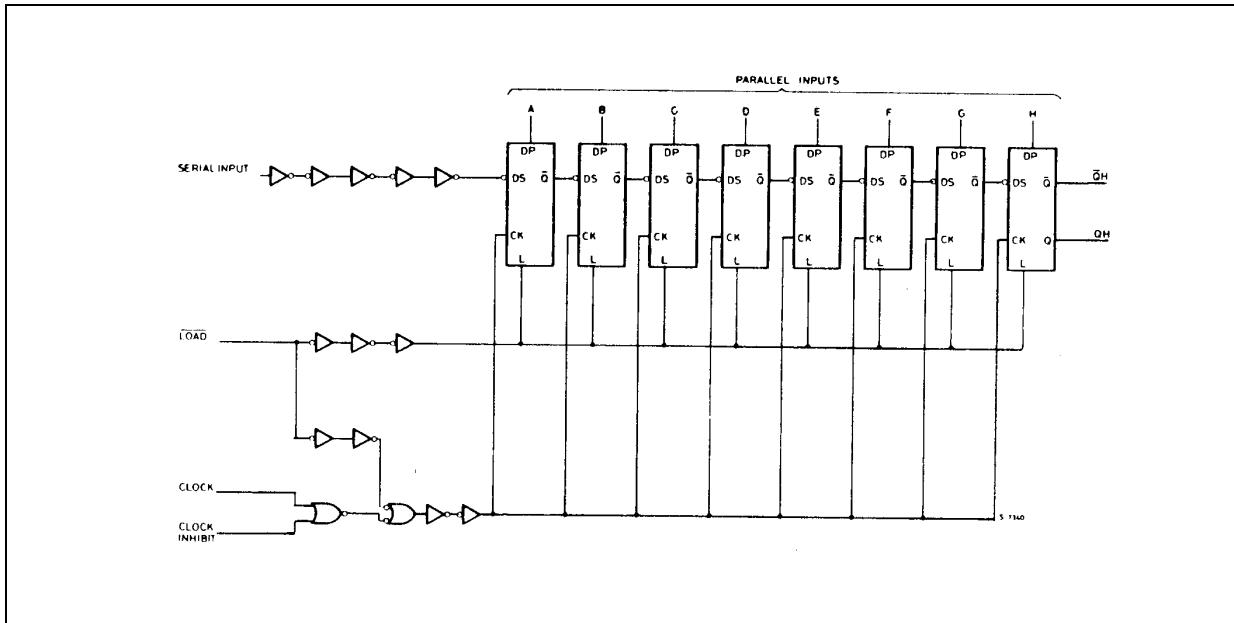 PARALLEL INPUTS
A B C D E F G H
DP DP DP DP DP DP DP DP
SERIAL INPUT
DS Q̅ DS Q̅ DS Q̅ DS Q̅ DS Q̅ DS Q̅ DS Q̅ DS Q̅ Q̅H
CK CK CK CK CK CK CK CK Q QH
L L L L L L L L
L̅O̅A̅D̅
CLOCK
CLOCK
INHIBIT
S-7340